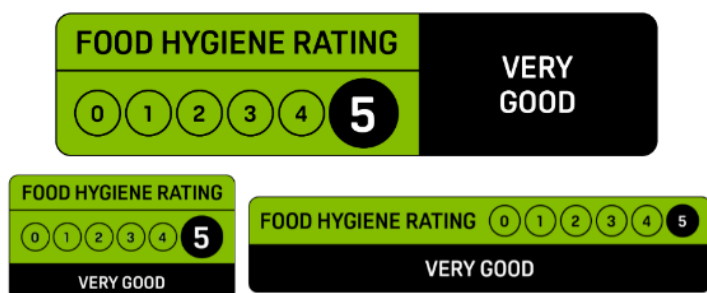 FOOD HYGIENE RATING
0 1 2 3 4 5
VERY
GOOD
FOOD HYGIENE RATING
0 1 2 3 4 5
VERY GOOD
FOOD HYGIENE RATING 0 1 2 3 4 5
VERY GOOD